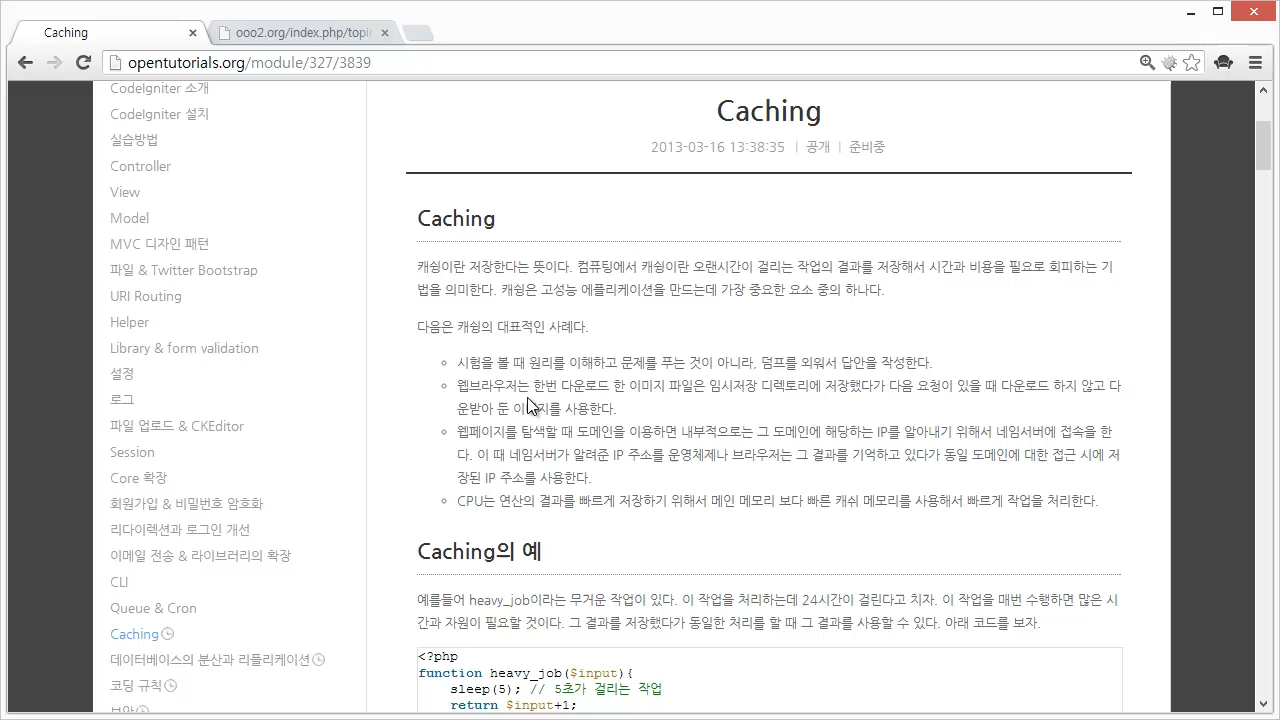 Caching
ooo2.org/index.php/topi
opentutorials.org/module/327/3839
CodeIgniter 소개
CodeIgniter 설치
실습방법
Controller
View
Model
MVC 디자인 패턴
파일 & Twitter Bootstrap
URI Routing
Helper
Library & form validation
설정
로그
파일 업로드 & CKEditor
Session
Core 확장
회원가입 & 비밀번호 암호화
리다이렉션과 로그인 개선
이메일 전송 & 라이브러리의 확장
CLI
Queue & Cron
Caching
데이터베이스의 분산과 리플리케이션
코딩 규칙
보안
Caching
2013-03-16 13:38:35 | 공개 | 준비중
Caching
캐슁이란 저장한다는 뜻이다. 컴퓨팅에서 캐슁이란 오랜시간이 걸리는 작업의 결과를 저장해서 시간과 비용을 필요로 회피하는 기
법을 의미한다. 캐슁은 고성능 에플리케이션을 만드는데 가장 중요한 요소 중의 하나다.
다음은 캐슁의 대표적인 사례다.
시험을 볼 때 원리를 이해하고 문제를 푸는 것이 아니라, 덤프를 외워서 답안을 작성한다.
웹브라우저는 한번 다운로드 한 이미지 파일은 임시저장 디렉토리에 저장했다가 다음 요청이 있을 때 다운로드 하지 않고 다
운받아 둔 이미지를 사용한다.
웹페이지를 탐색할 때 도메인을 이용하면 내부적으로는 그 도메인에 해당하는 IP를 알아내기 위해서 네임서버에 접속을 한
다. 이 때 네임서버가 알려준 IP 주소를 운영체제나 브라우저는 그 결과를 기억하고 있다가 동일 도메인에 대한 접근 시에 저
장된 IP 주소를 사용한다.
CPU는 연산의 결과를 빠르게 저장하기 위해서 메인 메모리 보다 빠른 캐쉬 메모리를 사용해서 빠르게 작업을 처리한다.
Caching의 예
예를들어 heavy_job이라는 무거운 작업이 있다. 이 작업을 처리하는데 24시간이 걸린다고 치자. 이 작업을 매번 수행하면 많은 시
간과 자원이 필요할 것이다. 그 결과를 저장했다가 동일한 처리를 할 때 그 결과를 사용할 수 있다. 아래 코드를 보자.
<?php
function heavy_job($input){
sleep(5); // 5초가 걸리는 작업
return $input+1;